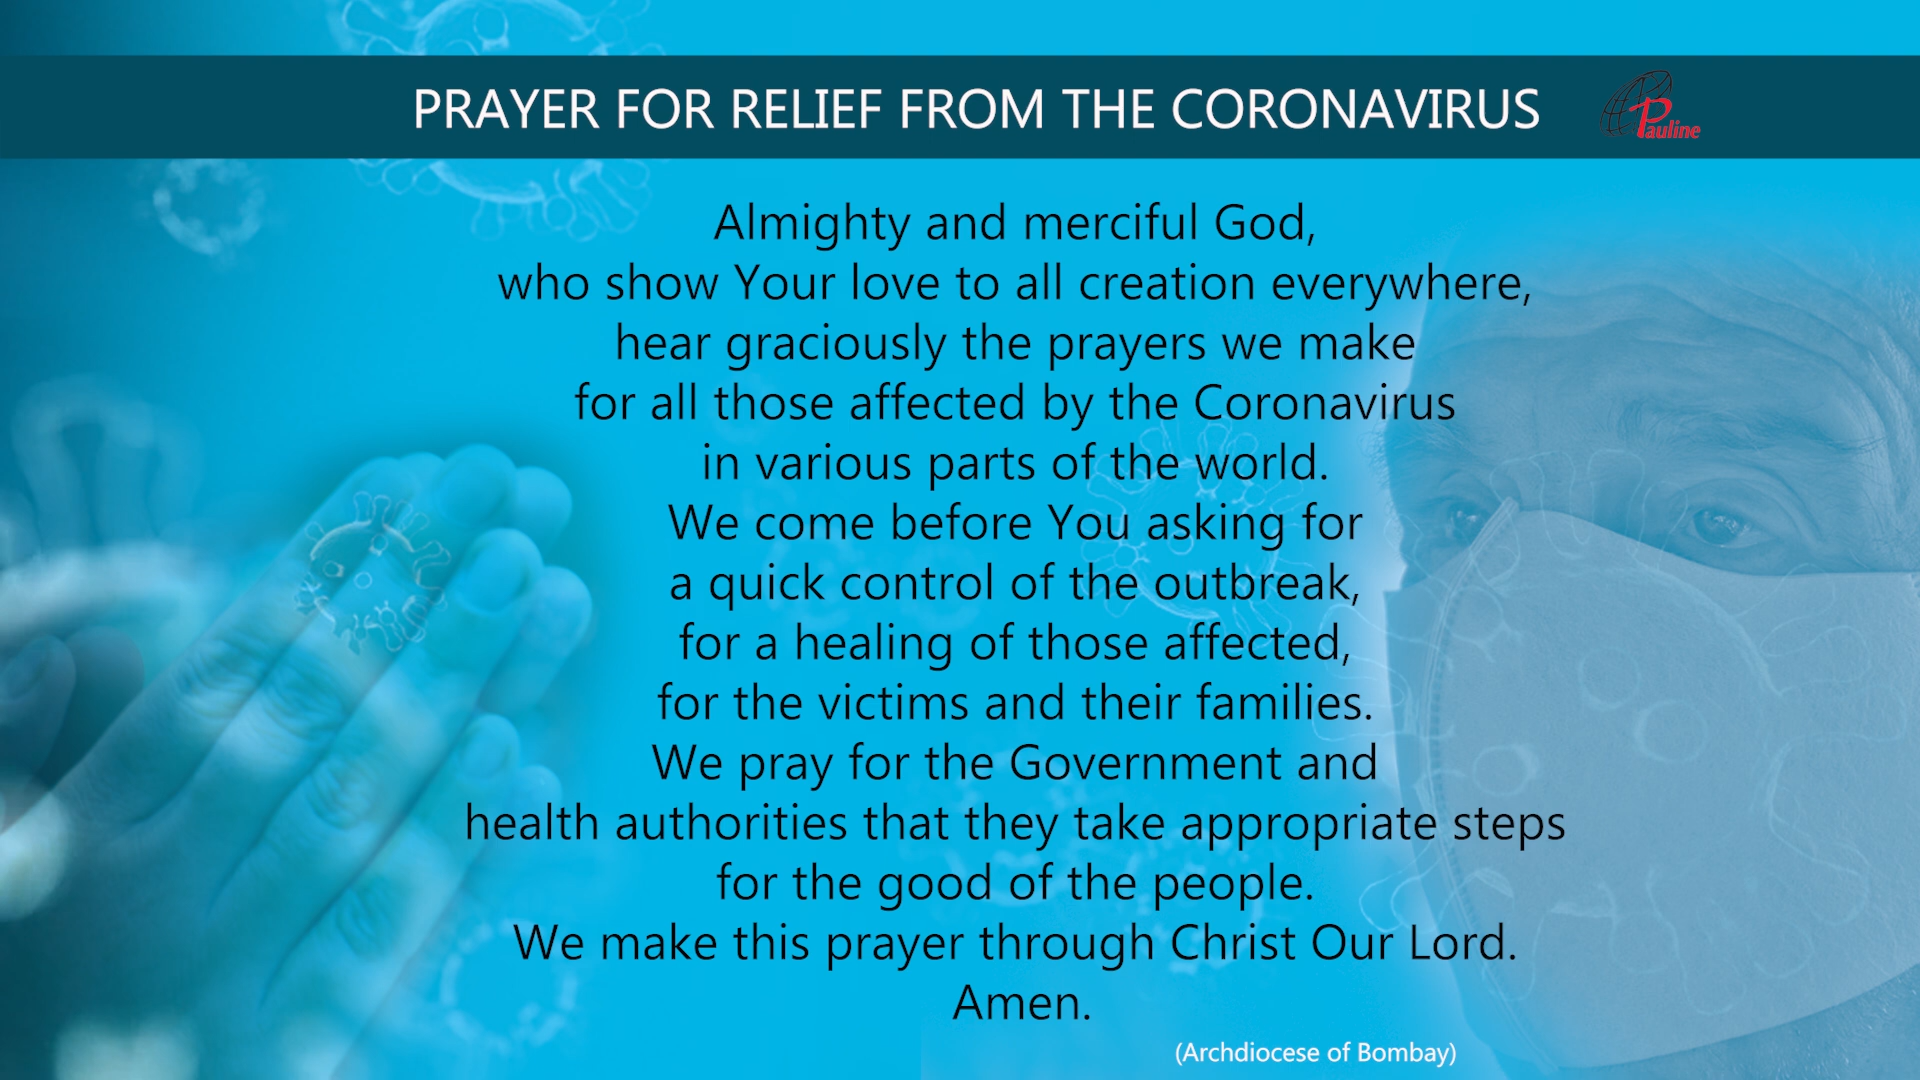 PRAYER FOR RELIEF FROM THE CORONAVIRUS
Pauline
Almighty and merciful God,
who show Your love to all creation everywhere,
hear graciously the prayers we make
for all those affected by the Coronavirus
in various parts of the world.
We come before You asking for
a quick control of the outbreak,
for a healing of those affected,
for the victims and their families.
We pray for the Government and
health authorities that they take appropriate steps
for the good of the people.
We make this prayer through Christ Our Lord.
Amen.
(Archdiocese of Bombay)